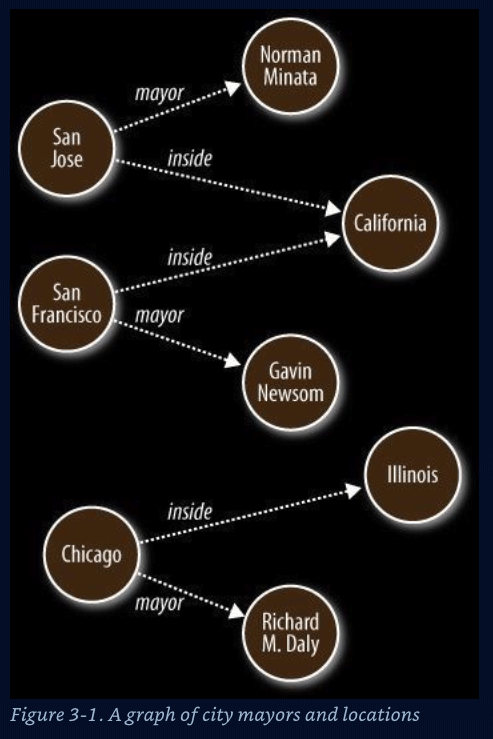 Norman
Minata
mayor
San
Jose
inside
California
inside
San
Francisco
mayor
Gavin
Newsom
Illinois
inside
Chicago
mayor
Richard
M. Daly
Figure 3-1. A graph of city mayors and locations